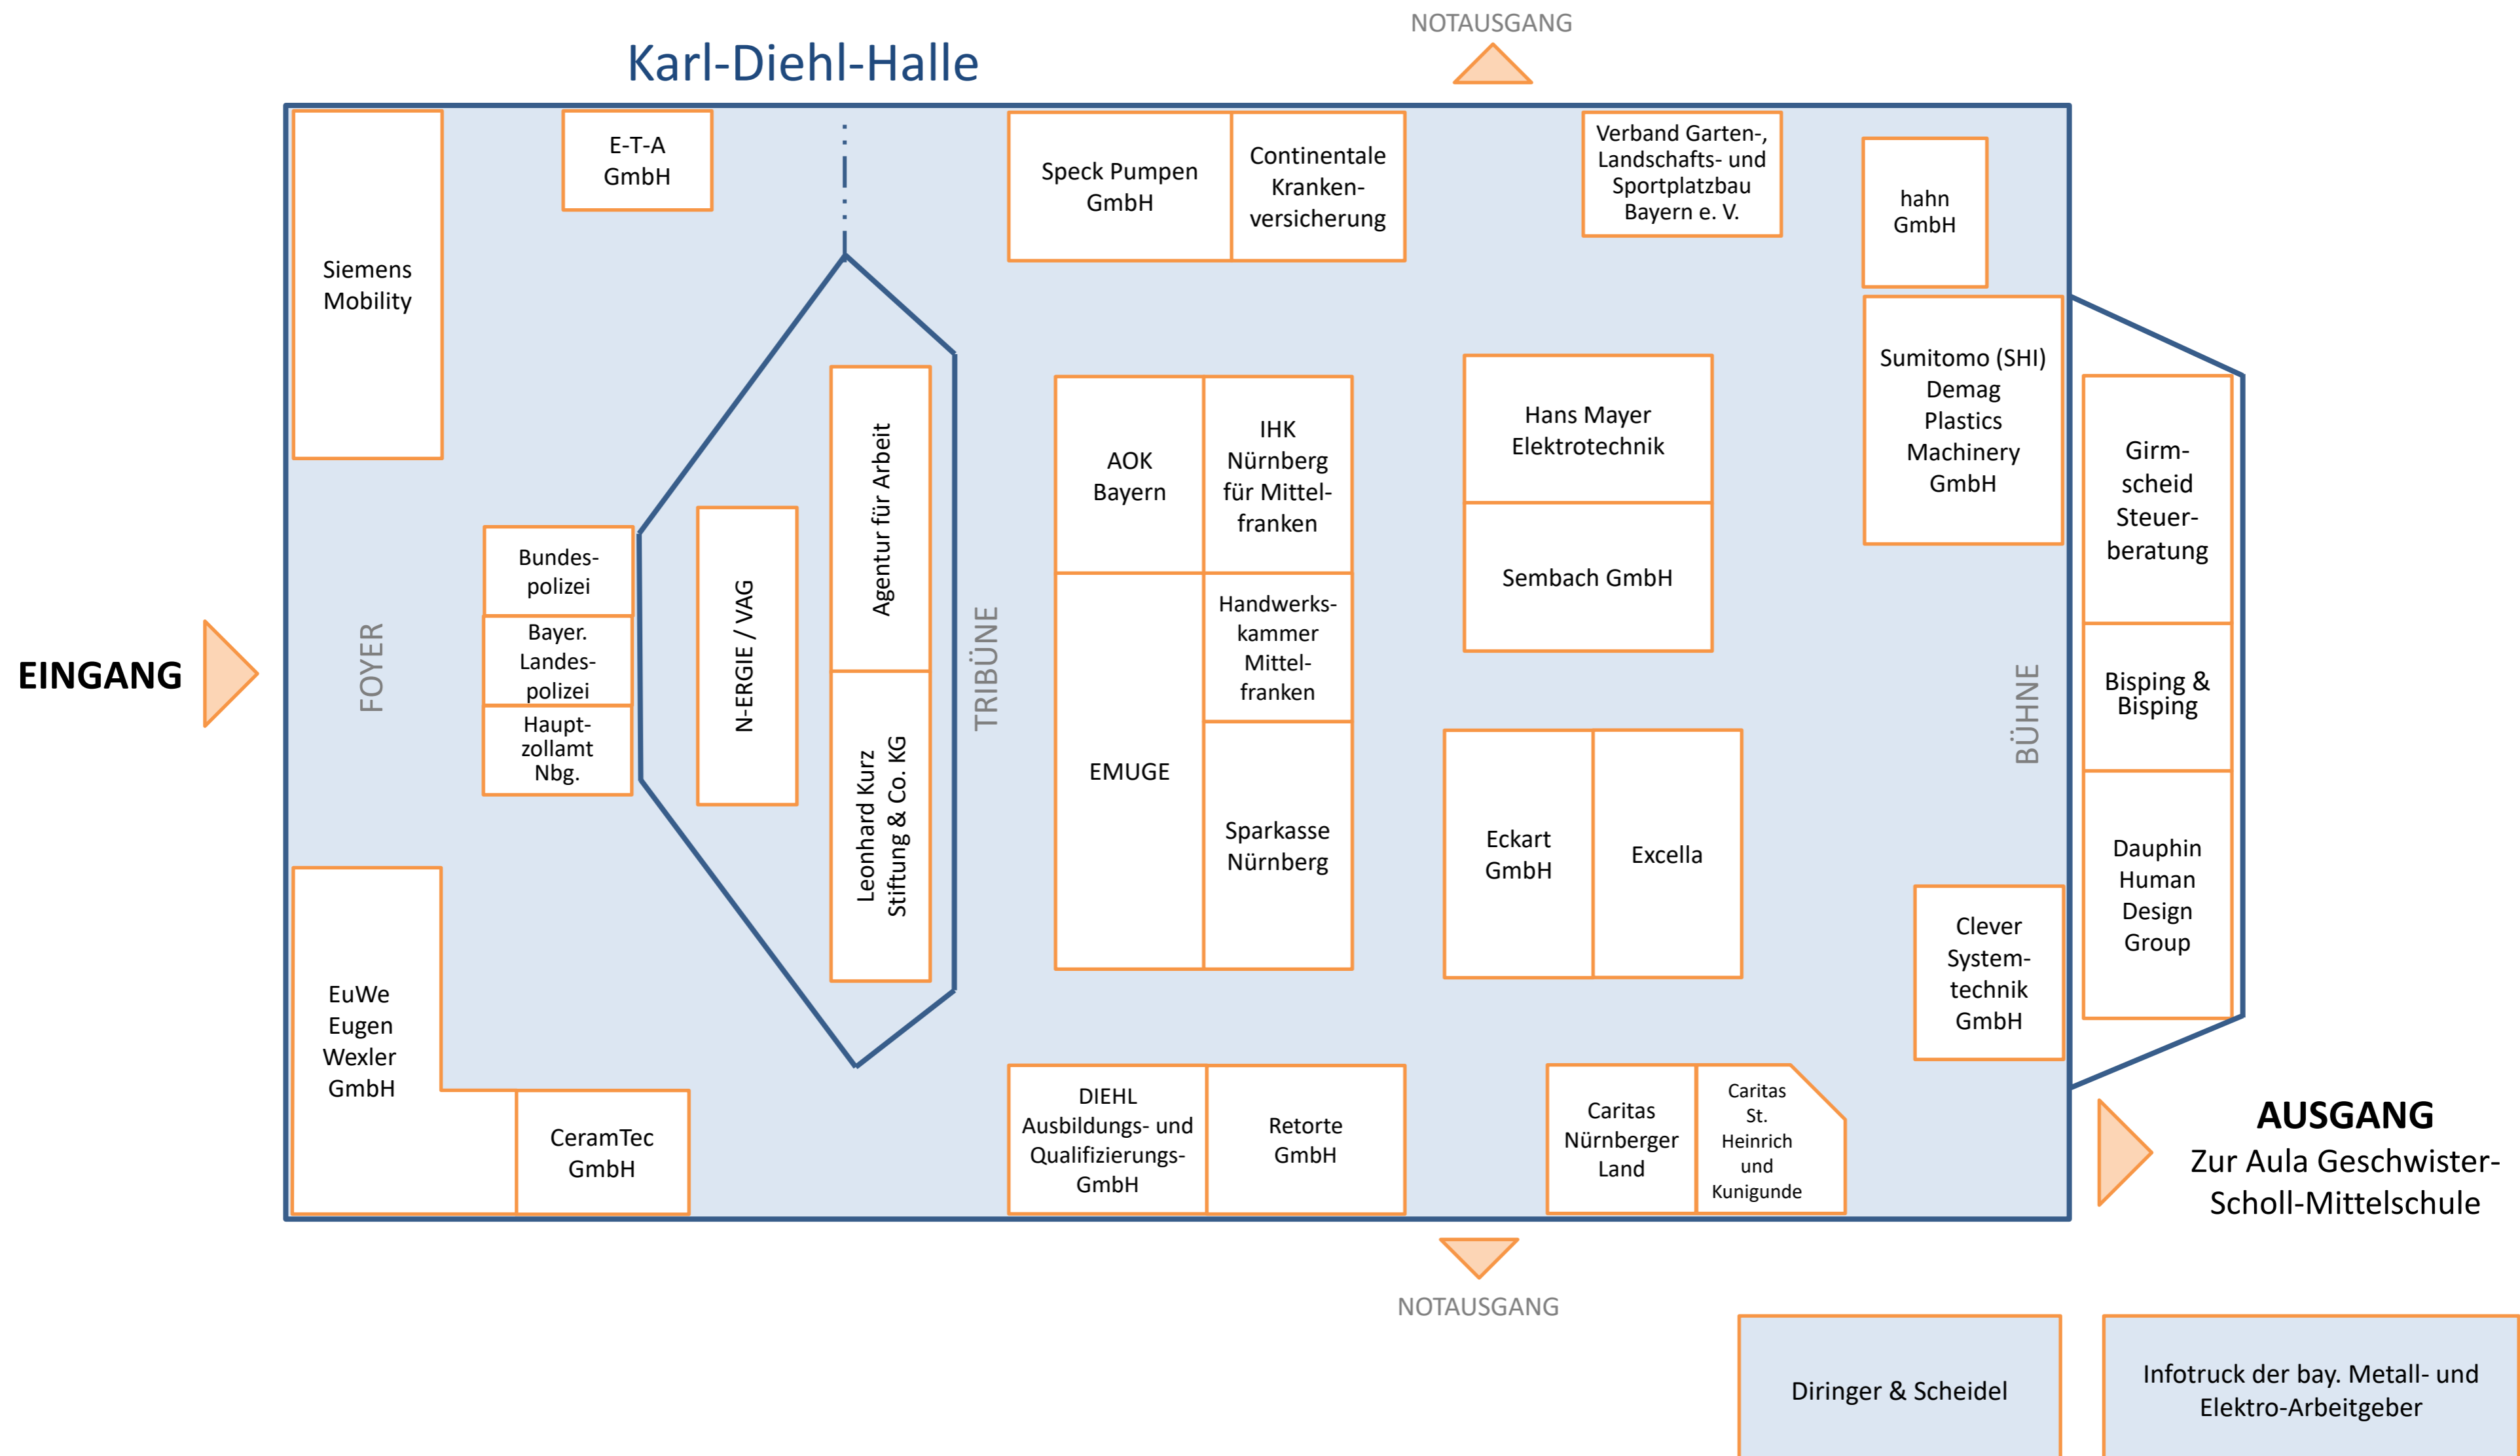 NOTAUSGANG
Karl-Diehl-Halle
Siemens
Mobility
E-T-A
GmbH
Speck Pumpen
GmbH
Continentale
Kranken-
versicherung
Verband Garten-,
Landschafts- und
Sportplatzbau
Bayern e. V.
hahn
GmbH
Sumitomo (SHI)
Demag
Plastics
Machinery
GmbH
Girm-
scheid
Steuer-
beratung
Bisping &
Bisping
Dauphin
Human
Design
Group
Hans Mayer
Elektrotechnik
Sembach GmbH
AOK
Bayern
IHK
Nürnberg
für Mittel-
franken
Handwerks-
kammer
Mittel-
franken
EMUGE
Sparkasse
Nürnberg
Agentur für Arbeit
Leonhard Kurz
Stiftung & Co. KG
N-ERGIE / VAG
TRIBÜNE
Bundes-
polizei
Bayer.
Landes-
polizei
Haupt-
zollamt
Nbg.
EINGANG
FOYER
BÜHNE
Eckart
GmbH
Excella
Clever
System-
technik
GmbH
EuWe
Eugen
Wexler
GmbH
CeramTec
GmbH
DIEHL
Ausbildungs- und
Qualifizierungs-
GmbH
Retorte
GmbH
Caritas
Nürnberger
Land
Caritas
St.
Heinrich
und
Kunigunde
AUSGANG
Zur Aula Geschwister-
Scholl-Mittelschule
NOTAUSGANG
Diringer & Scheidel
Infotruck der bay. Metall- und
Elektro-Arbeitgeber